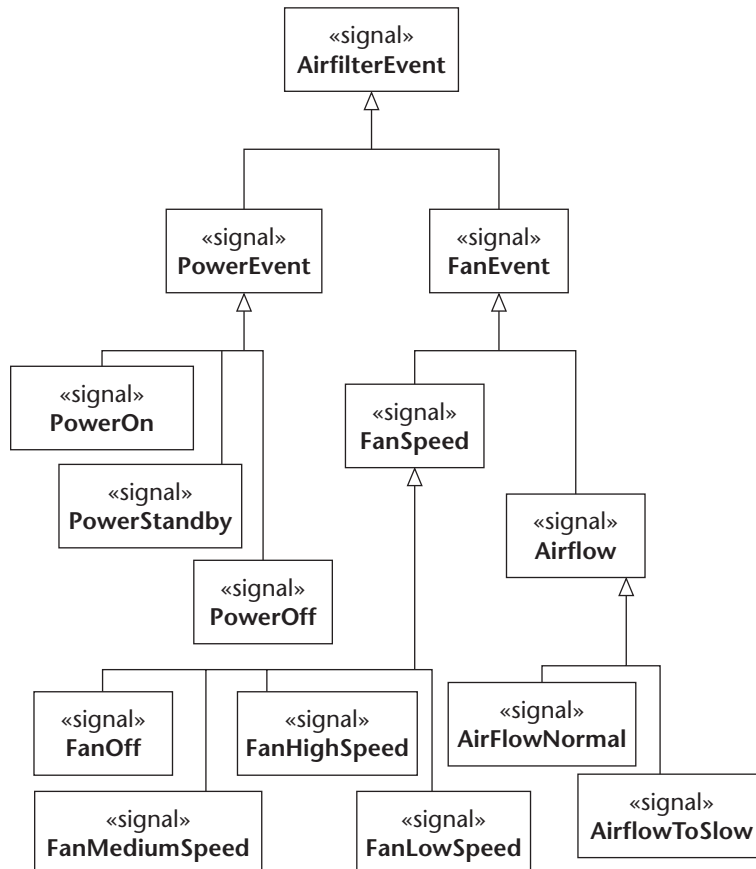 «signal»
AirfilterEvent
«signal»
PowerEvent
«signal»
FanEvent
«signal»
PowerOn
«signal»
FanSpeed
«signal»
PowerStandby
«signal»
Airflow
«signal»
PowerOff
«signal»
FanOff
«signal»
FanHighSpeed
«signal»
AirFlowNormal
«signal»
FanMediumSpeed
«signal»
FanLowSpeed
«signal»
AirflowToSlow